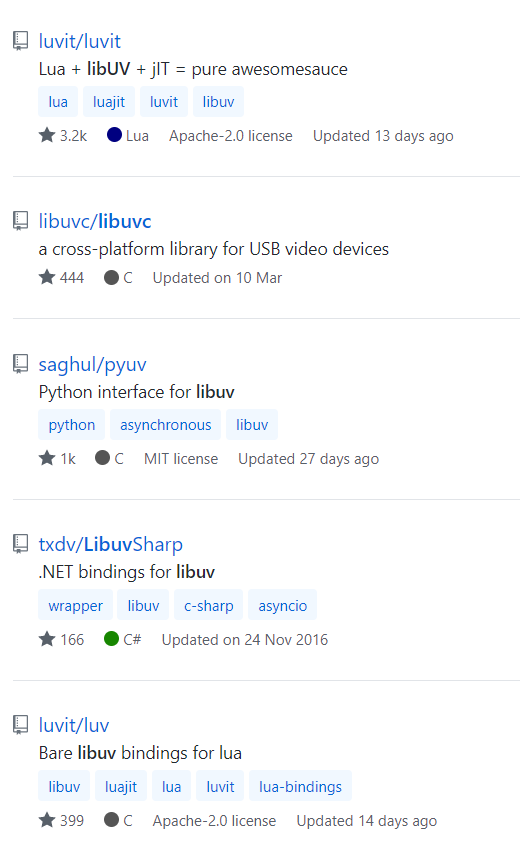 luvit/luvit
Lua + libUV + jIT = pure awesomesauce
lua luajit luvit libuv
3.2k Lua Apache-2.0 license Updated 13 days ago
libuvc/libuvc
a cross-platform library for USB video devices
444 C Updated on 10 Mar
saghul/pyuv
Python interface for libuv
python asynchronous libuv
1k C MIT license Updated 27 days ago
txdv/LibuvSharp
.NET bindings for libuv
wrapper libuv c-sharp asyncio
166 C# Updated on 24 Nov 2016
luvit/luv
Bare libuv bindings for lua
libuv luajit lua luvit lua-bindings
399 C Apache-2.0 license Updated 14 days ago